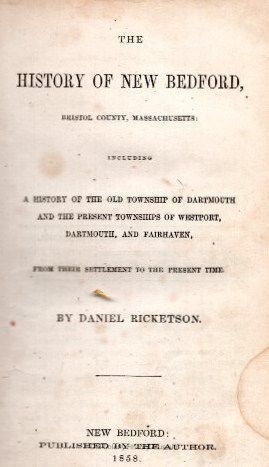 THE
HISTORY OF NEW BEDFORD,
BRISTOL COUNTY, MASSACHUSETTS:
INCLUDING
A HISTORY OF THE OLD TOWNSHIP OF DARTMOUTH
AND THE PRESENT TOWNSHIPS OF WESTPORT,
DARTMOUTH, AND FAIRHAVEN,
FROM THEIR SETTLEMENT TO THE PRESENT TIME.
BY DANIEL RICKETSON.
NEW BEDFORD:
PUBLISHED BY THE AUTHOR.
1858.